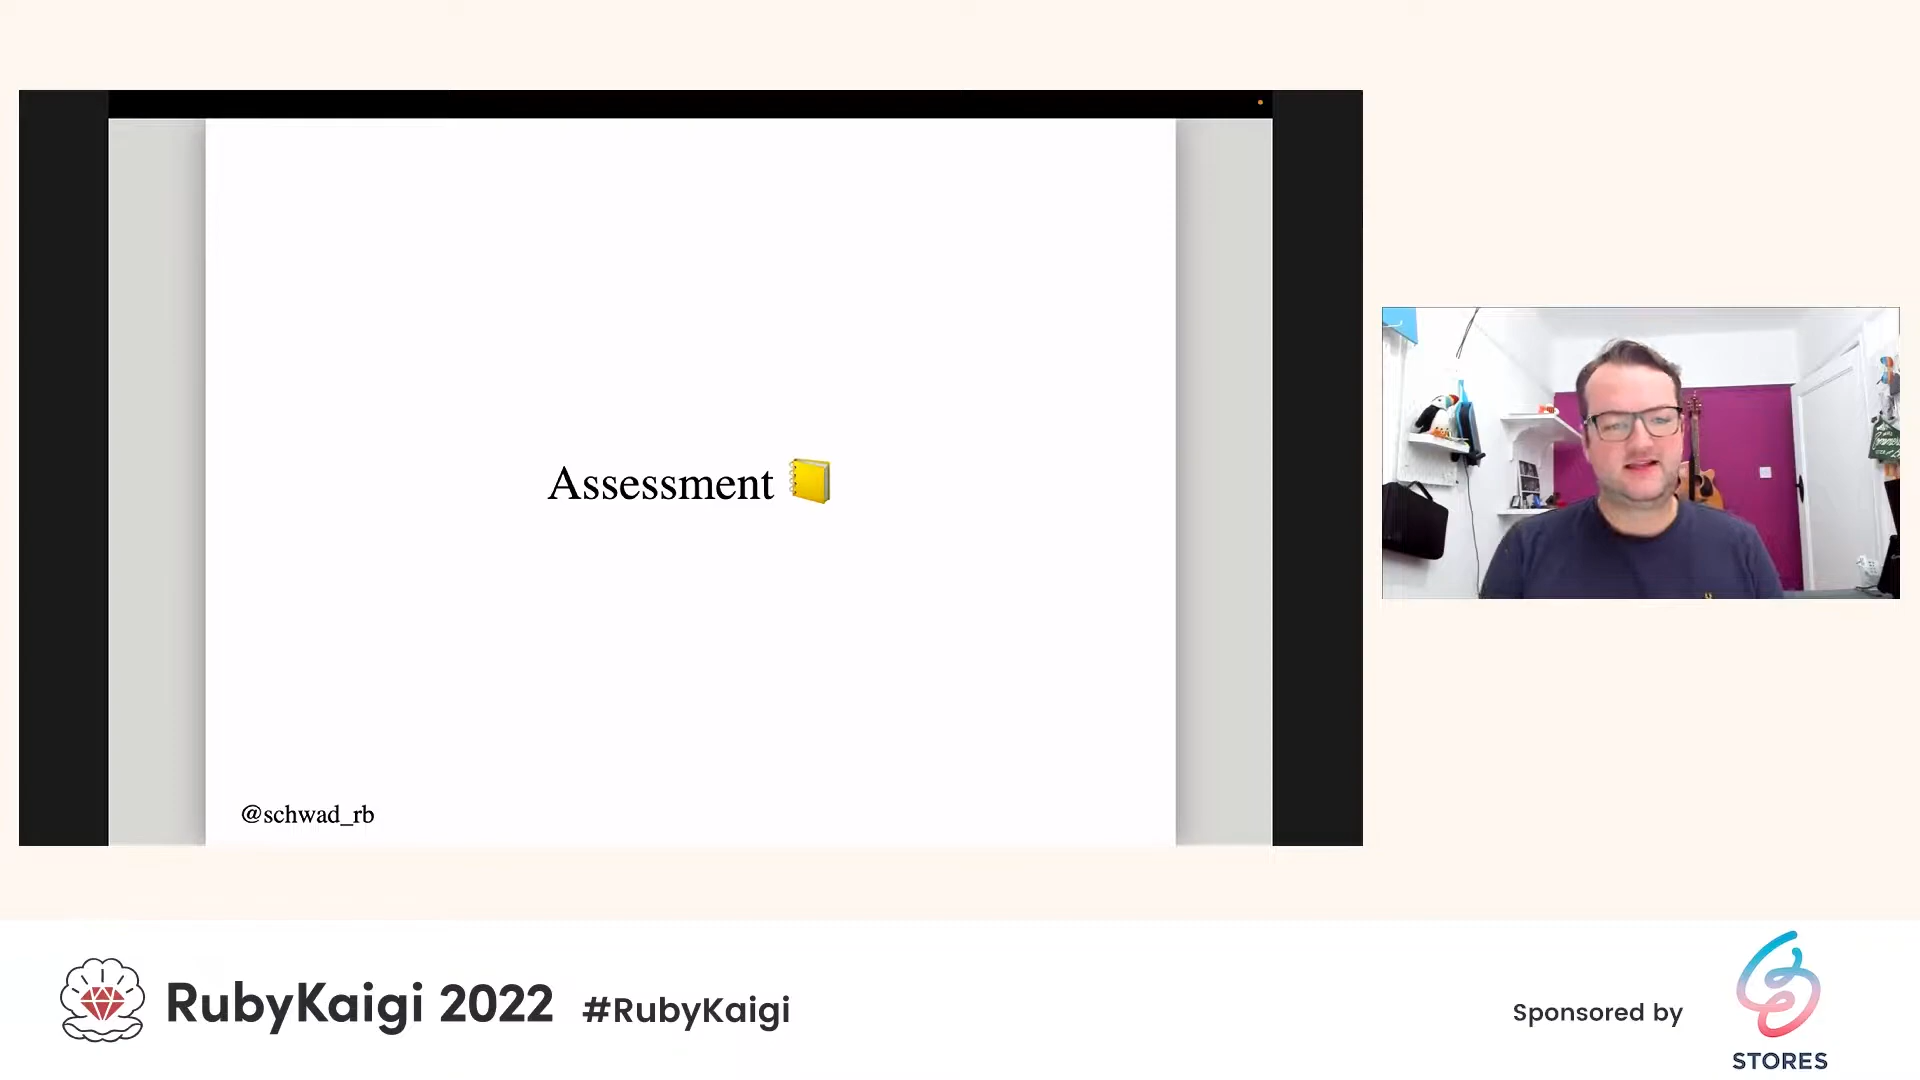 Assessment 📒
@schwad_rb
RubyKaigi 2022 #RubyKaigi
Sponsored by
STORES